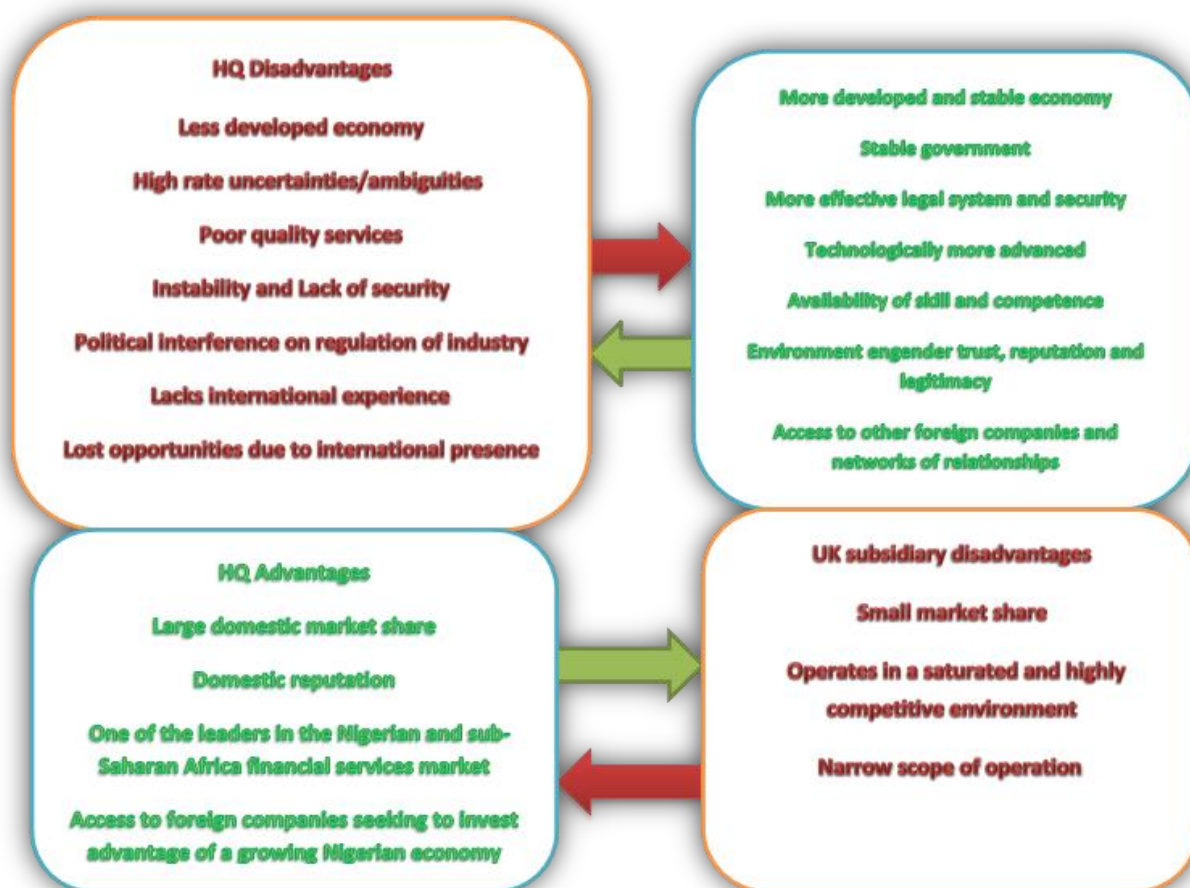 HQ Disadvantages
Less developed economy
High rate uncertainties/ambiguities
Poor quality services
Instability and Lack of security
Political interference on regulation of industry
Lacks international experience
Lost opportunities due to international presence
More developed and stable economy
Stable government
More effective legal system and security
Technologically more advanced
Availability of skill and competence
Environment engender trust, reputation and
legitimacy
Access to other foreign companies and
networks of relationships
HQ Advantages
Large domestic market share
Domestic reputation
One of the leaders in the Nigerian and sub-
Saharan Africa financial services market
Access to foreign companies seeking to invest
advantage of a growing Nigerian economy
UK subsidiary disadvantages
Small market share
Operates in a saturated and highly
competitive environment
Narrow scope of operation